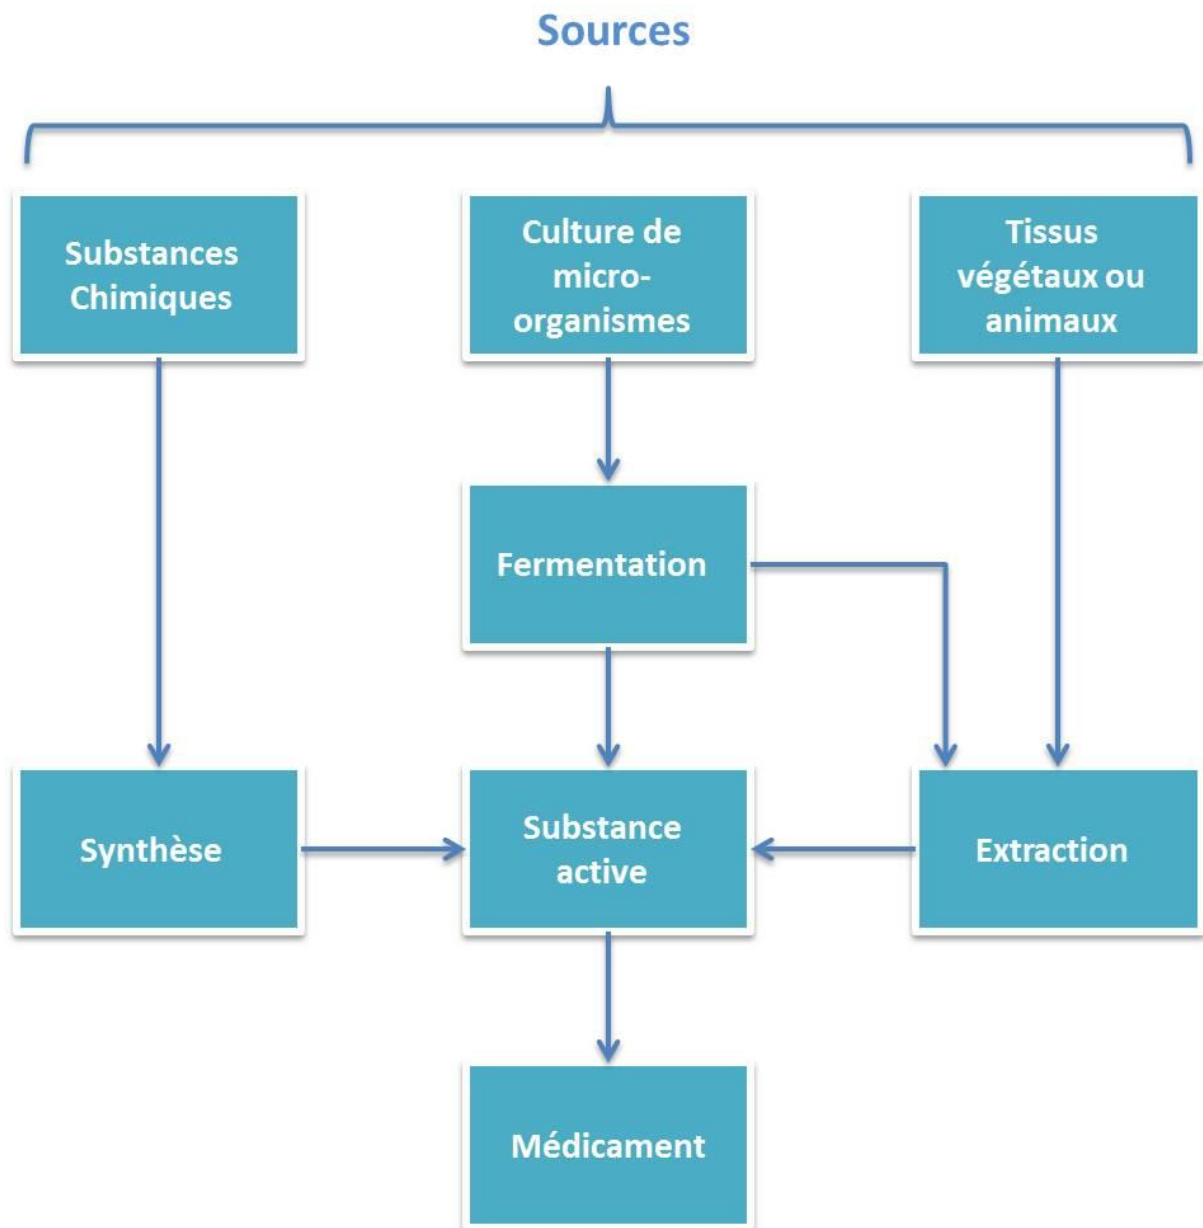 Sources
Substances
Chimiques
Culture de
micro-
organismes
Tissus
végétaux ou
animaux
Fermentation
Synthèse
Substance
active
Extraction
Médicament